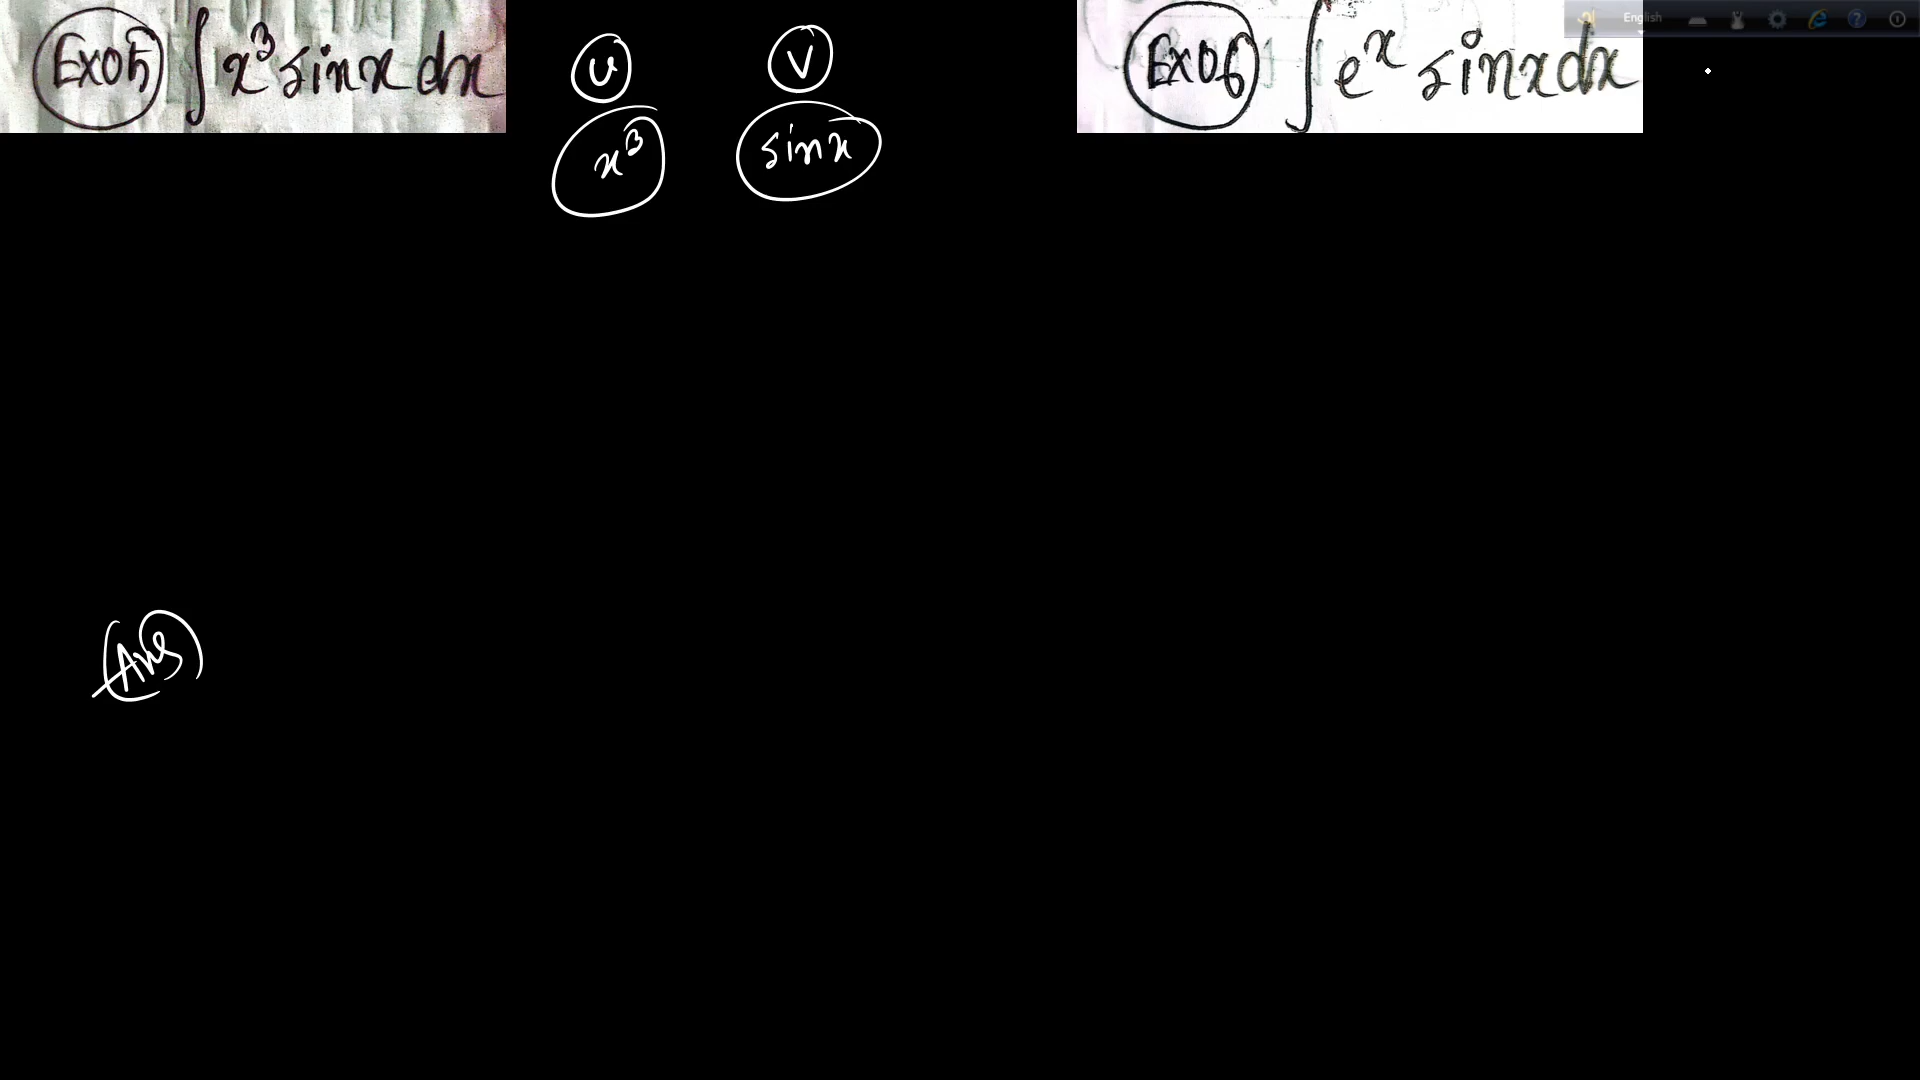 Ex05 ∫ x³ sinx dx
u v
x³ sinx
Ex06 ∫ eˣ sinx dx
English
Ans